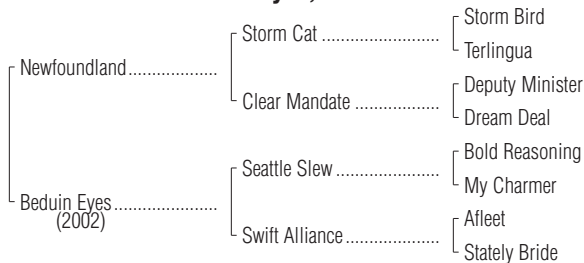 Storm Bird
Storm Cat ........................
Terlingua
Newfoundland..................
Deputy Minister
Clear Mandate .................
Dream Deal
Bold Reasoning
Seattle Slew .....................
My Charmer
Beduin Eyes .....................
(2002)
Afleet
Swift Alliance...................
Stately Bride